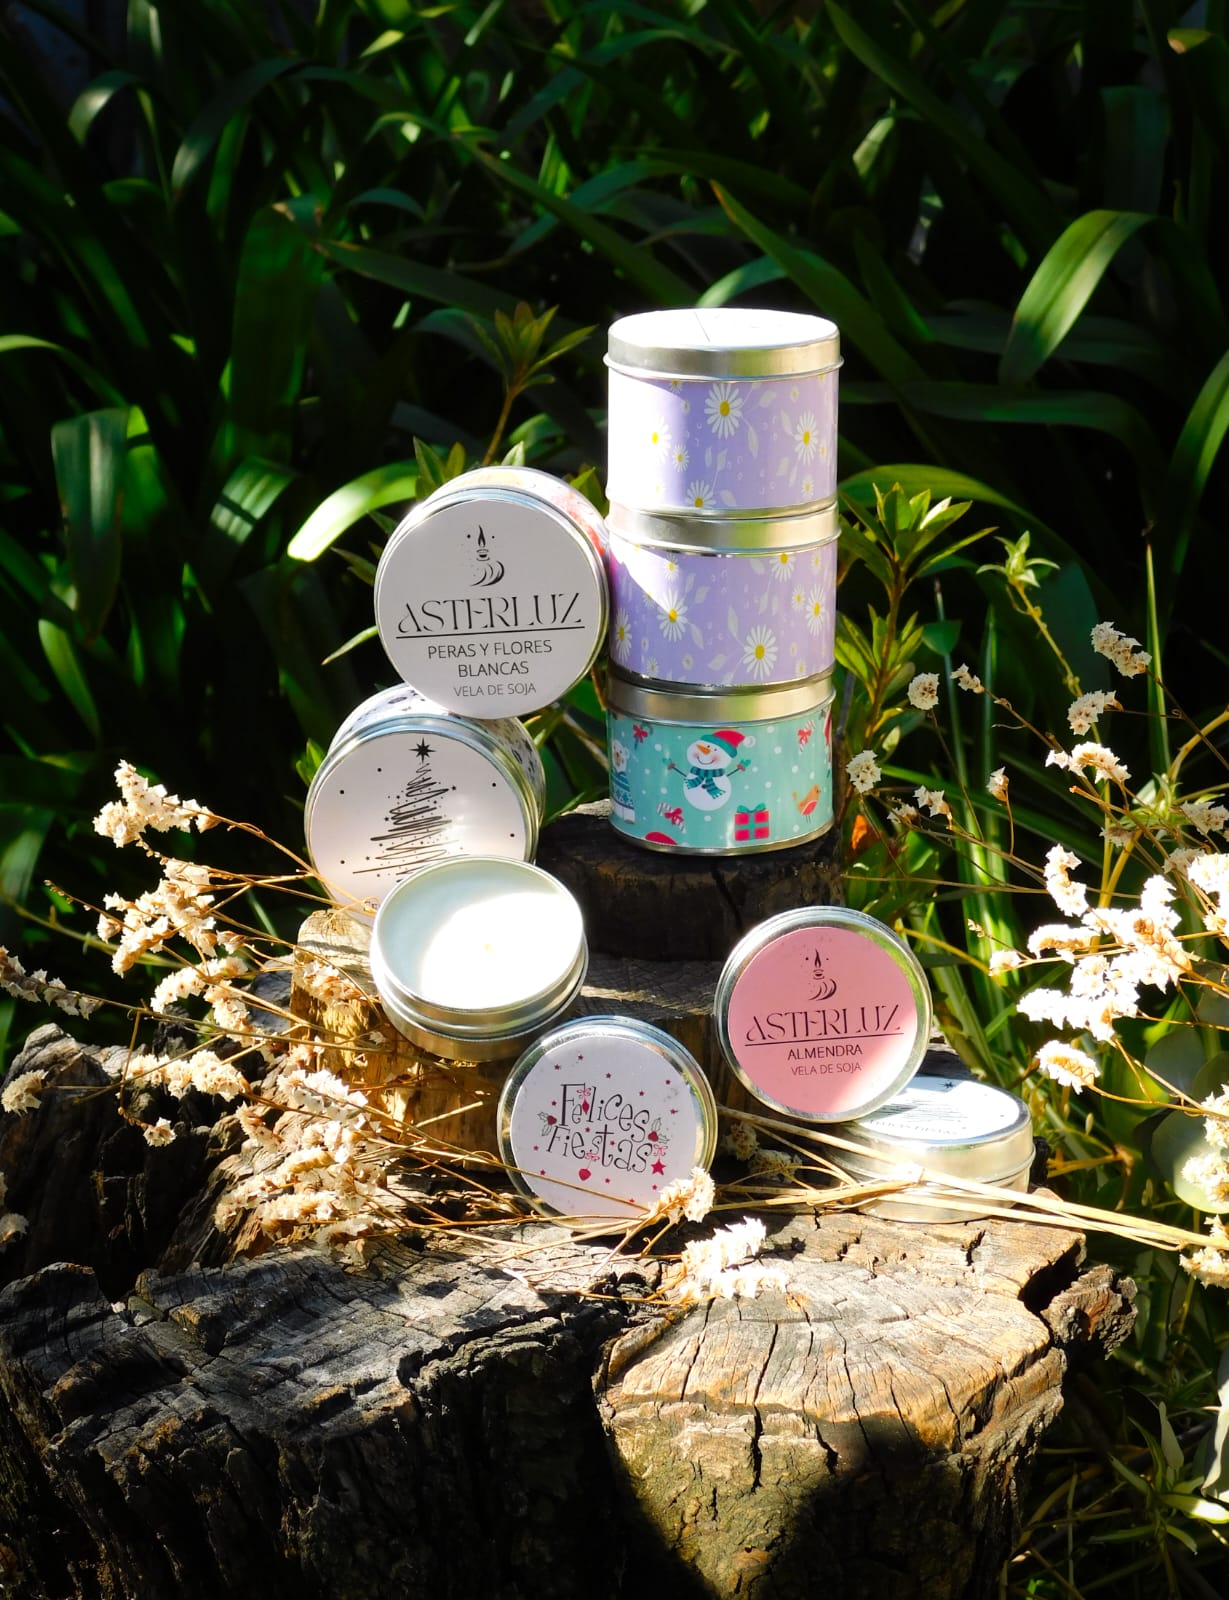 ASTERLUZ
PERAS Y FLORES
BLANCAS
VELA DE SOJA
ASTERLUZ
ALMENDRA
VELA DE SOJA
Felices
Fiestas